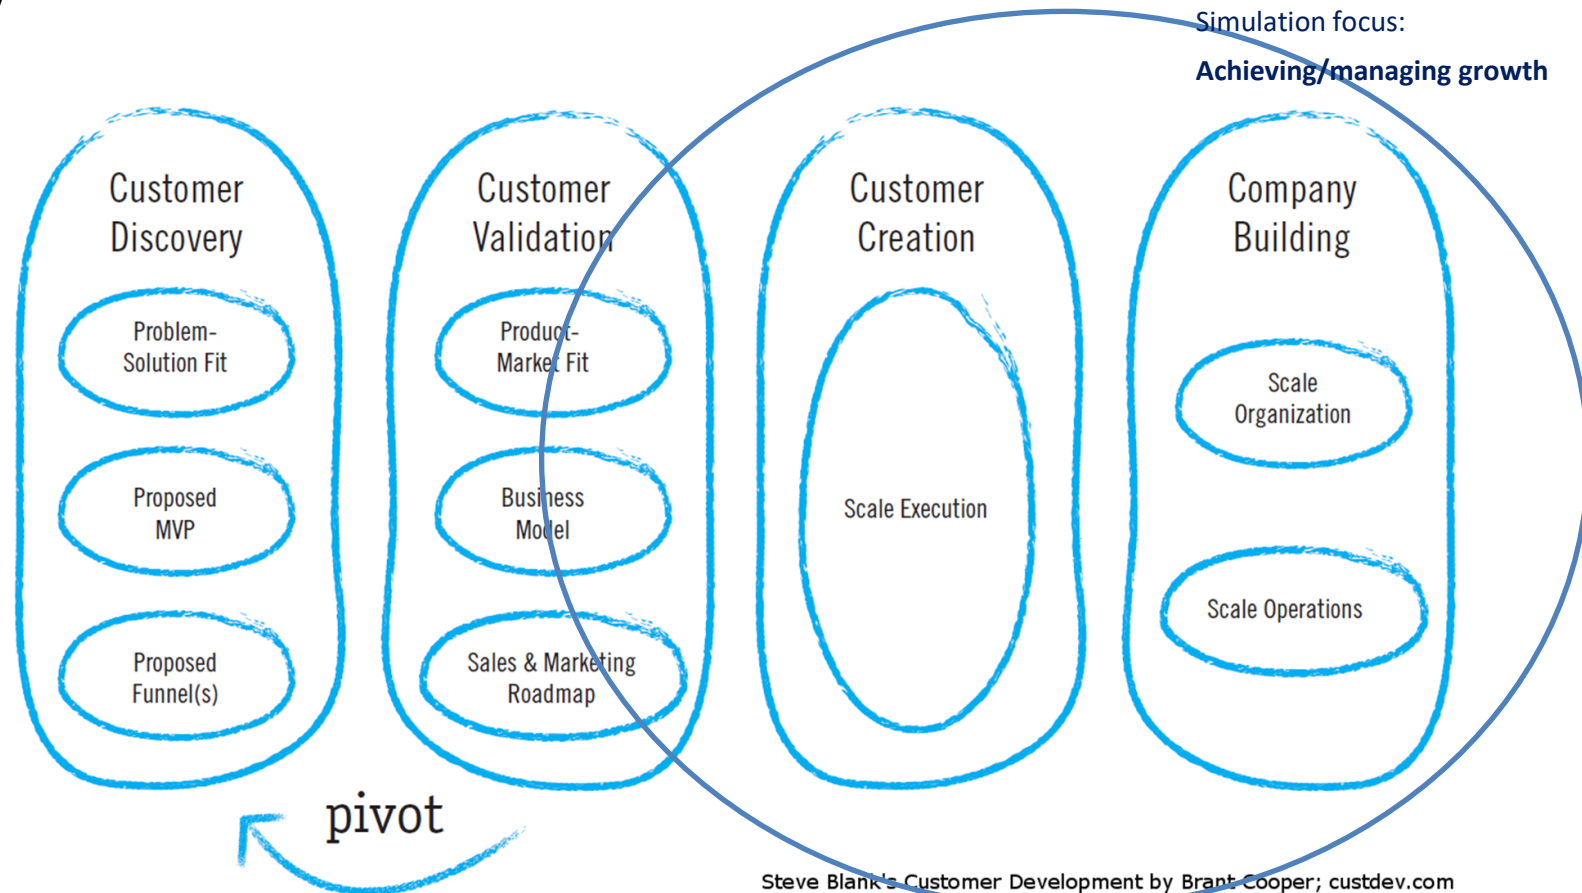 Simulation focus:
Achieving/managing growth
Customer
Discovery
Problem-
Solution Fit
Proposed
MVP
Proposed
Funnel(s)
Customer
Validation
Product-
Market Fit
Business
Model
Sales & Marketing
Roadmap
Customer
Creation
Scale Execution
Company
Building
Scale
Organization
Scale Operations
pivot
Steve Blank's Customer Development by Brant Cooper; custdev.com